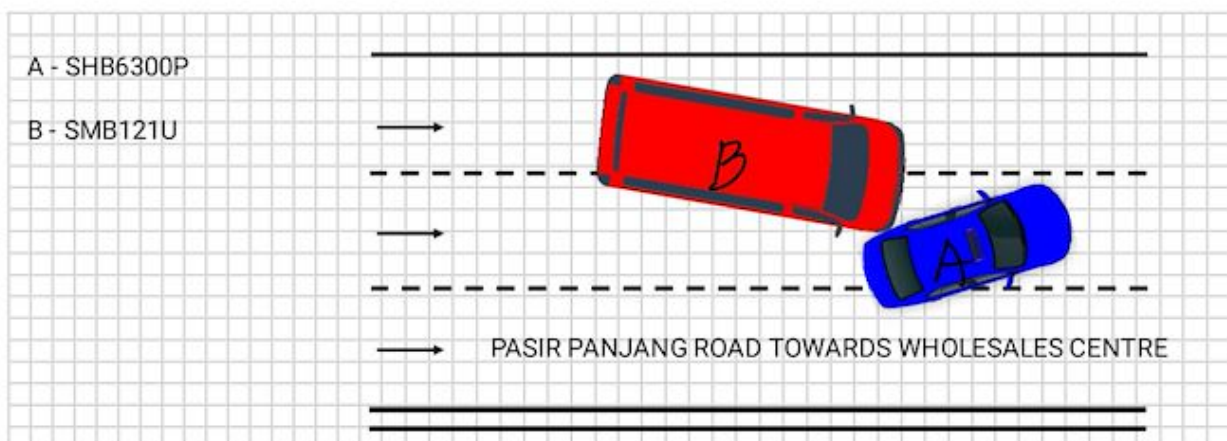 A - SHB6300P
B - SMB121U
B
A
PASIR PANJANG ROAD TOWARDS WHOLESALES CENTRE